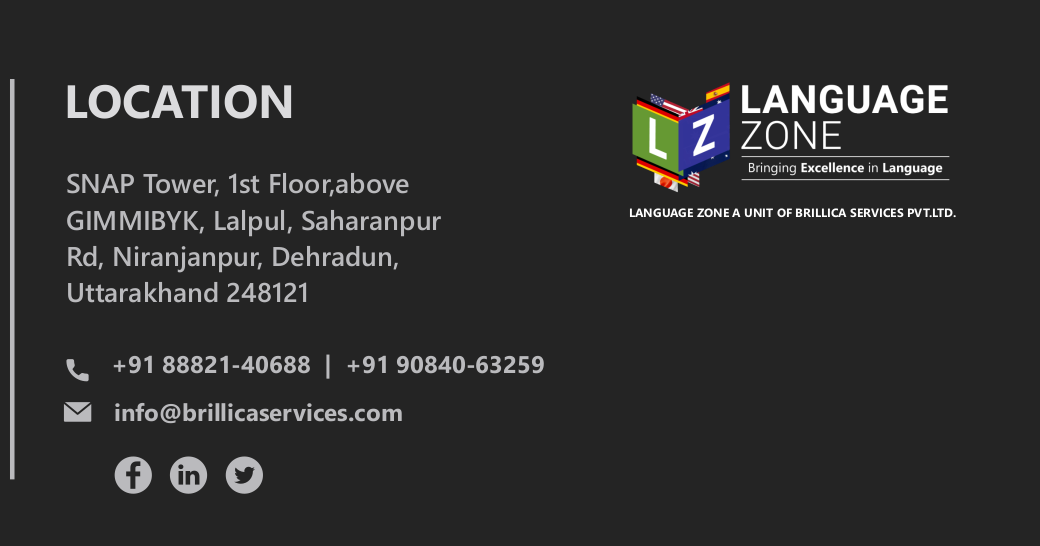 LOCATION
SNAP Tower, 1st Floor,above
GIMMIBYK, Lalpul, Saharanpur
Rd, Niranjanpur, Dehradun,
Uttarakhand 248121
+91 88821-40688 | +91 90840-63259
info@brillicaservices.com
f
in
L Z
LANGUAGE
ZONE
Bringing Excellence in Language
LANGUAGE ZONE A UNIT OF BRILLICA SERVICES PVT.LTD.